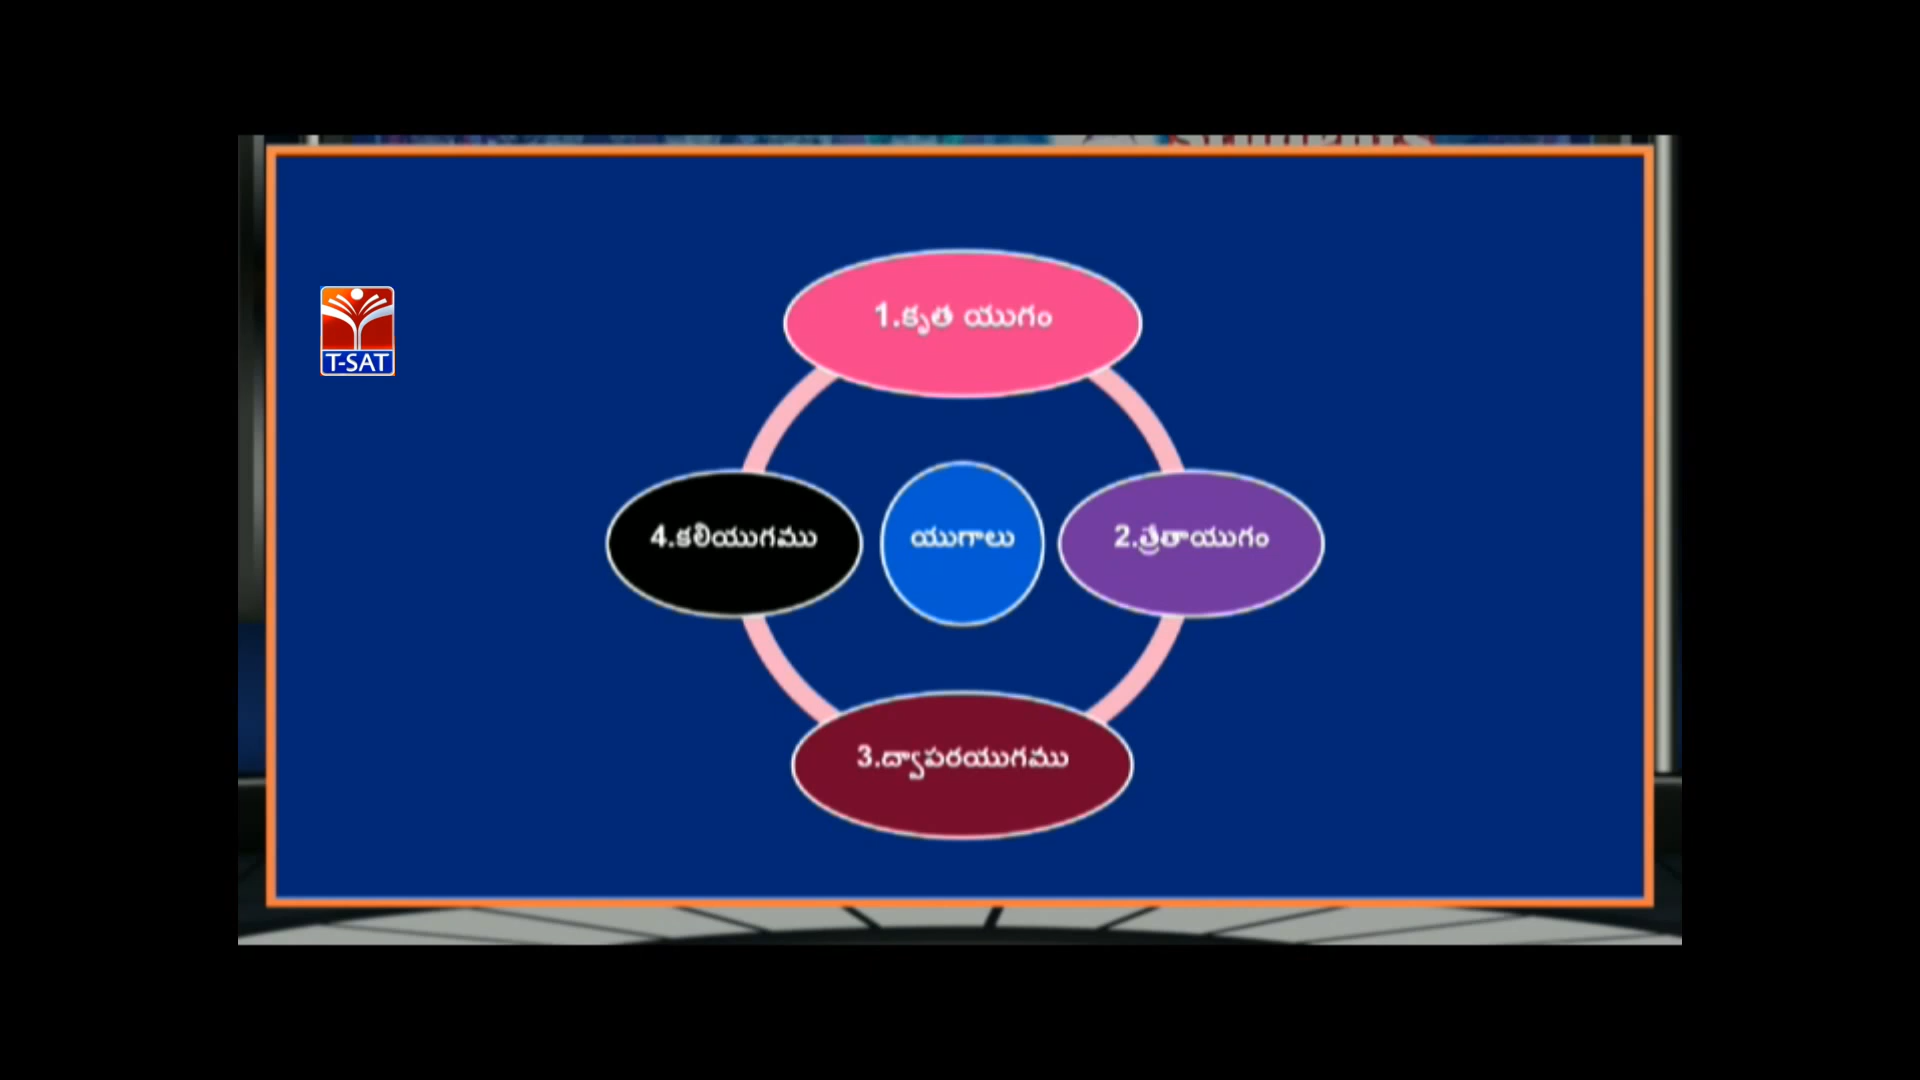 1.కృత యుగం
T-SAT
4.కలియుగము
యుగాలు
2.త్రేతాయుగం
3.ద్వాపరయుగము